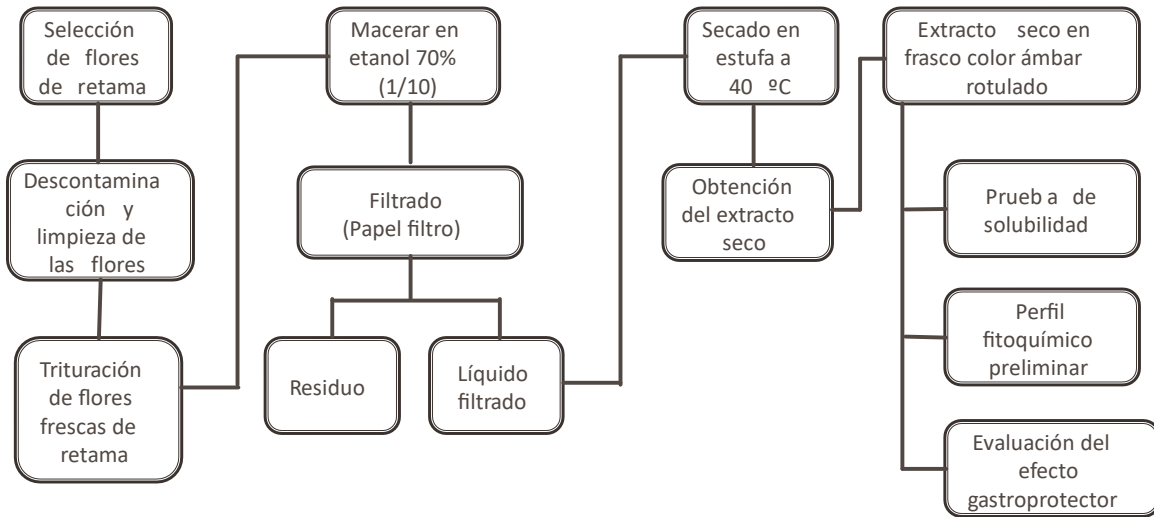 Selección
de flores
de retama
Descontamina
ción y
limpieza de
las flores
Trituración
de flores
frescas de
retama
Macerar en
etanol 70%
(1/10)
Filtrado
(Papel filtro)
Residuo
Líquido
filtrado
Secado en
estufa a
40 ºC
Obtención
del extracto
seco
Extracto seco en
frasco color ámbar
rotulado
Prueb a de
solubilidad
Perfil
fitoquímico
preliminar
Evaluación del
efecto
gastroprotector